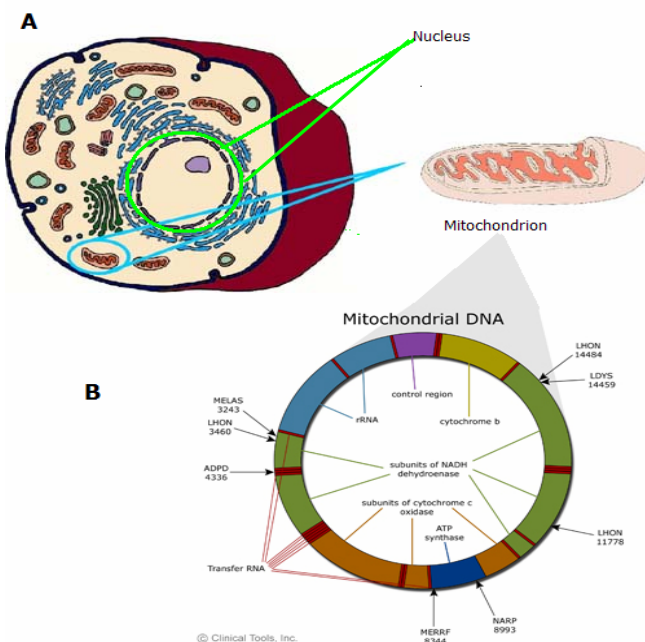 A
Nucleus
Mitochondrion
Mitochondrial DNA
B
LHON
14484
LDYS
14459
control region
cytochrome b
rRNA
MELAS
3243
LHON
3460
ADPD
4336
subunits of NADH
dehydroenase
subunits of cytochrome c
oxidase
ATP
synthase
LHON
11778
Transfer RNA
NARP
8993
MERRF
8344
© Clinical Tools, Inc.